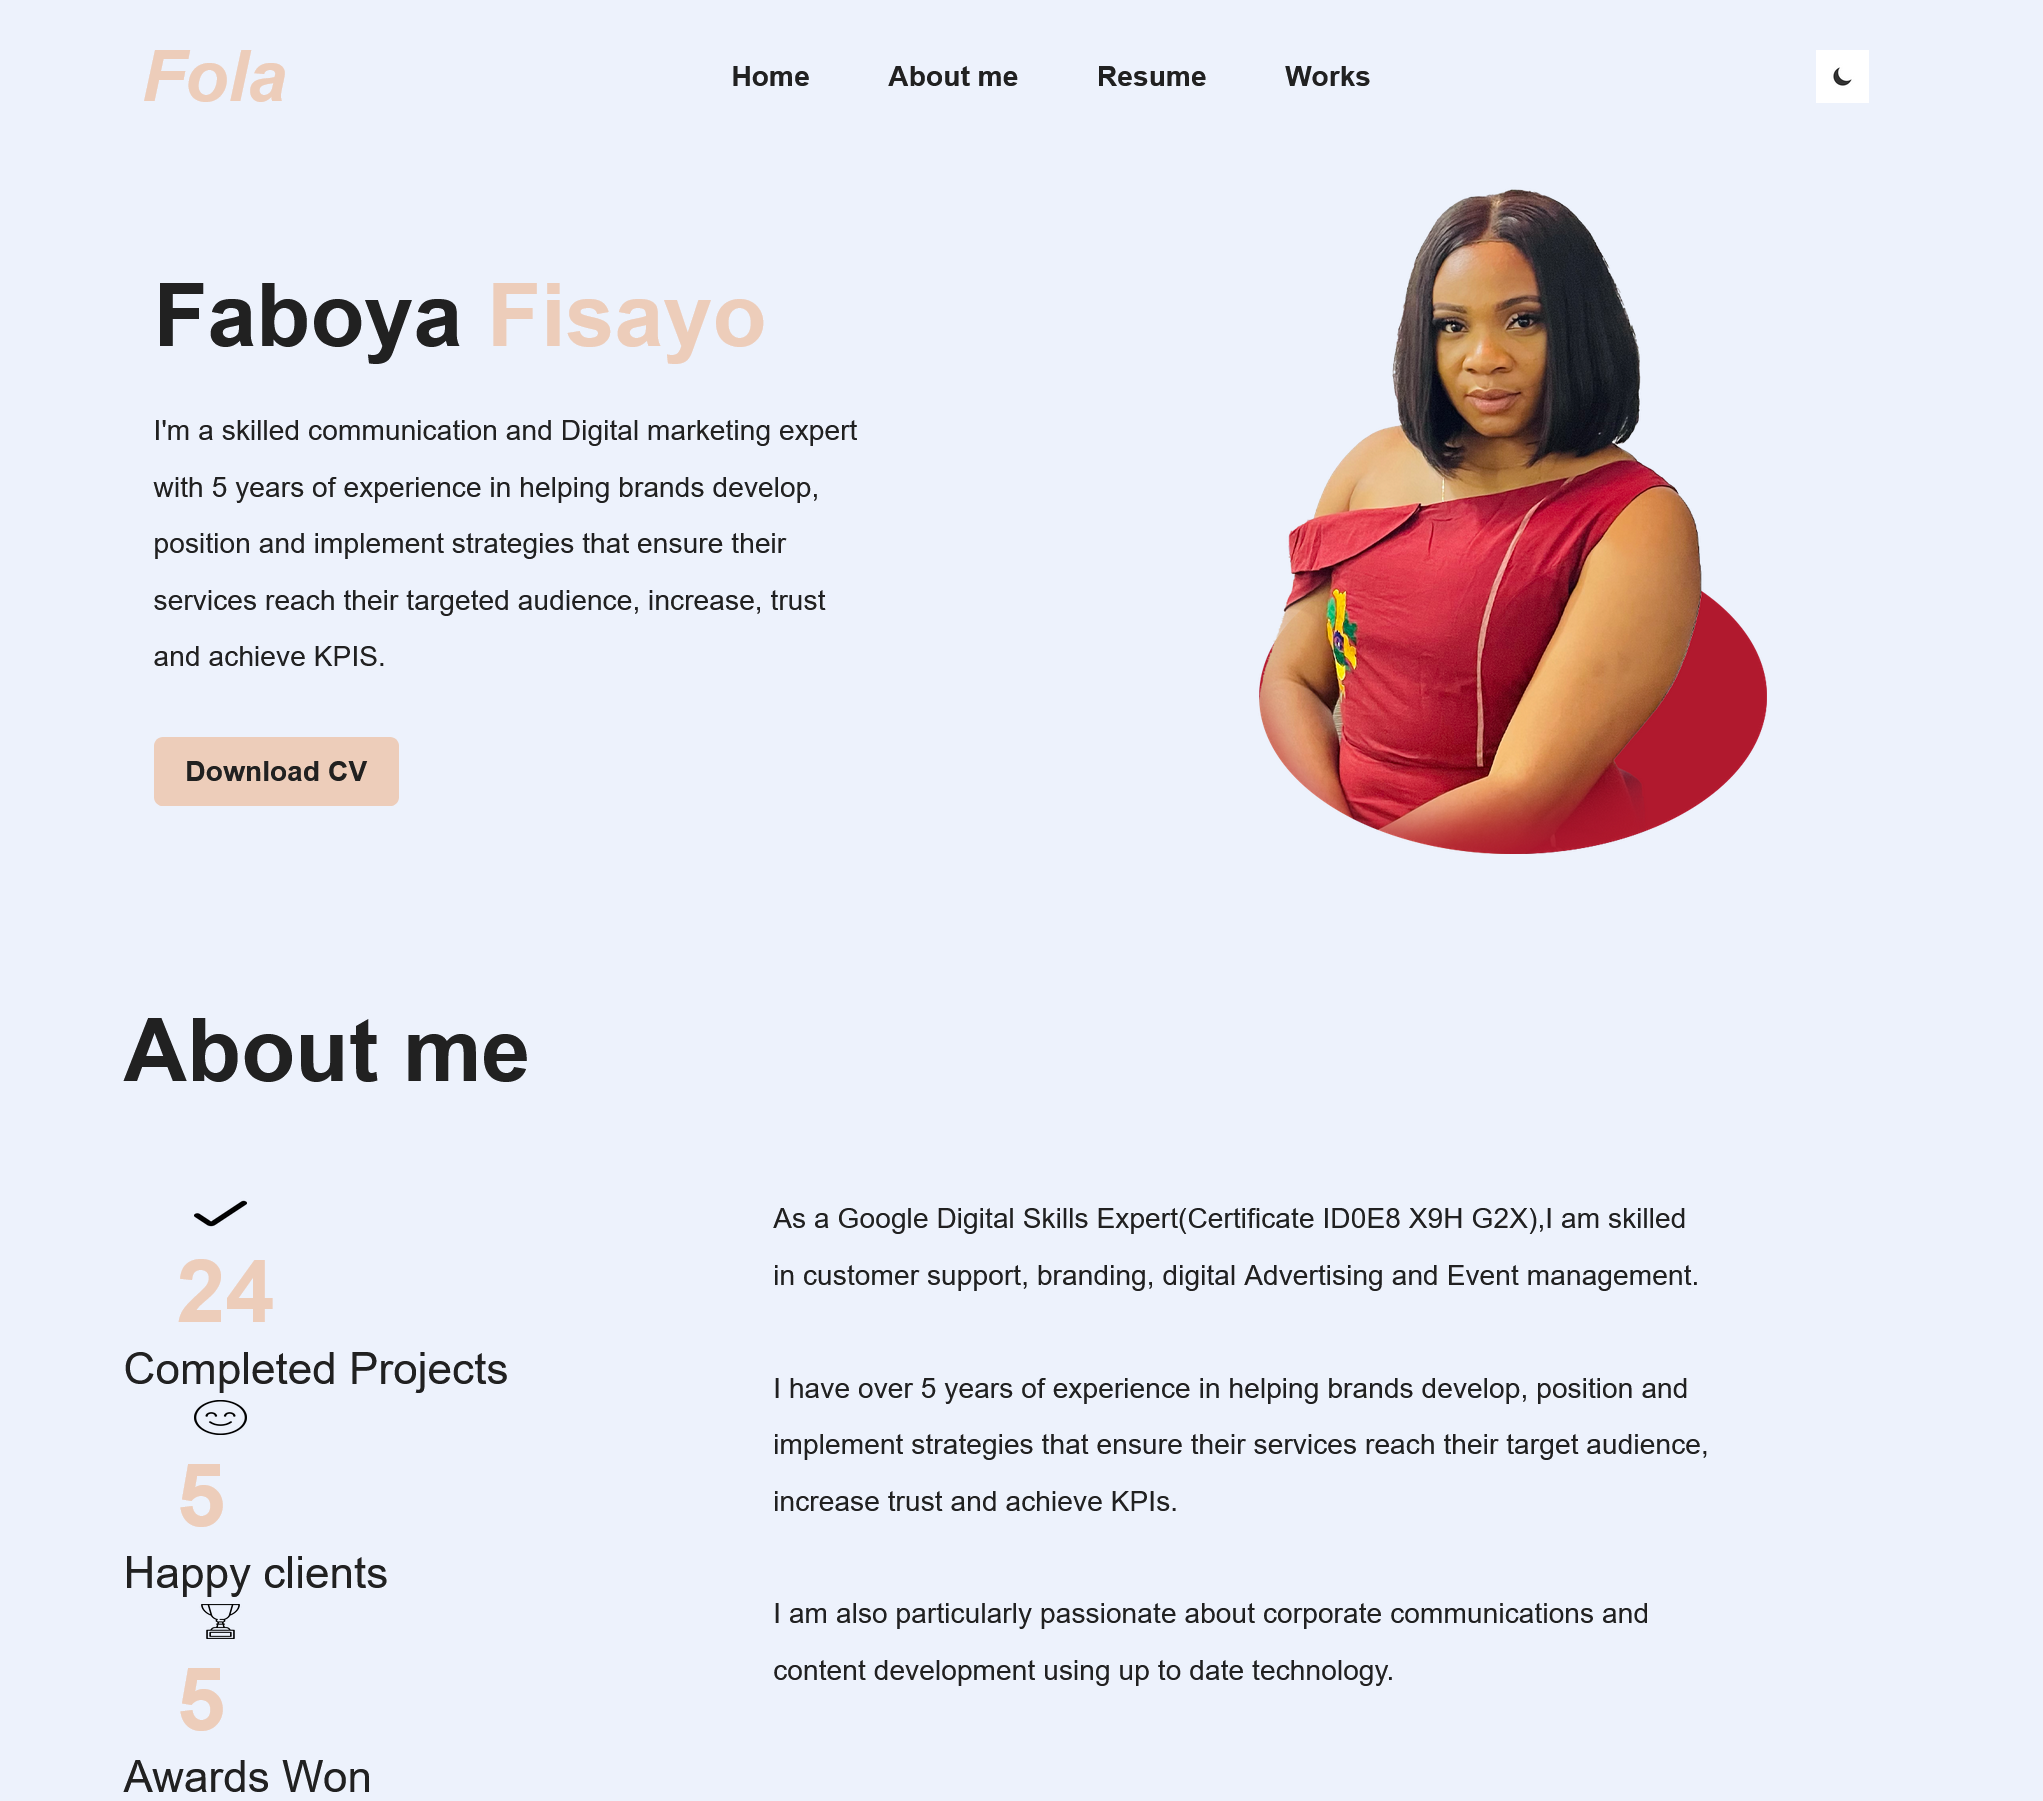 Fola
Home
About me
Resume
Works
Faboya Fisayo
I'm a skilled communication and Digital marketing expert
with 5 years of experience in helping brands develop,
position and implement strategies that ensure their
services reach their targeted audience, increase, trust
and achieve KPIS.
Download CV
About me
24
Completed Projects
5
Happy clients
5
Awards Won
As a Google Digital Skills Expert(Certificate ID0E8 X9H G2X),I am skilled
in customer support, branding, digital Advertising and Event management.
I have over 5 years of experience in helping brands develop, position and
implement strategies that ensure their services reach their target audience,
increase trust and achieve KPIs.
I am also particularly passionate about corporate communications and
content development using up to date technology.